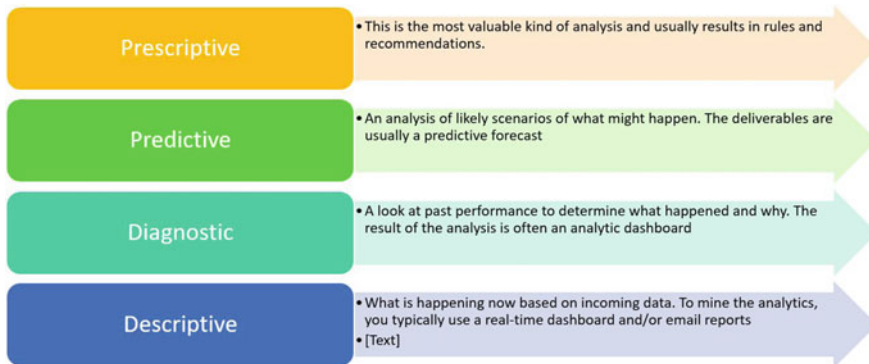 Prescriptive
• This is the most valuable kind of analysis and usually results in rules and
recommendations.
Predictive
• An analysis of likely scenarios of what might happen. The deliverables are
usually a predictive forecast
Diagnostic
• A look at past performance to determine what happened and why. The
result of the analysis is often an analytic dashboard
Descriptive
• What is happening now based on incoming data. To mine the analytics,
you typically use a real-time dashboard and/or email reports
• [Text]